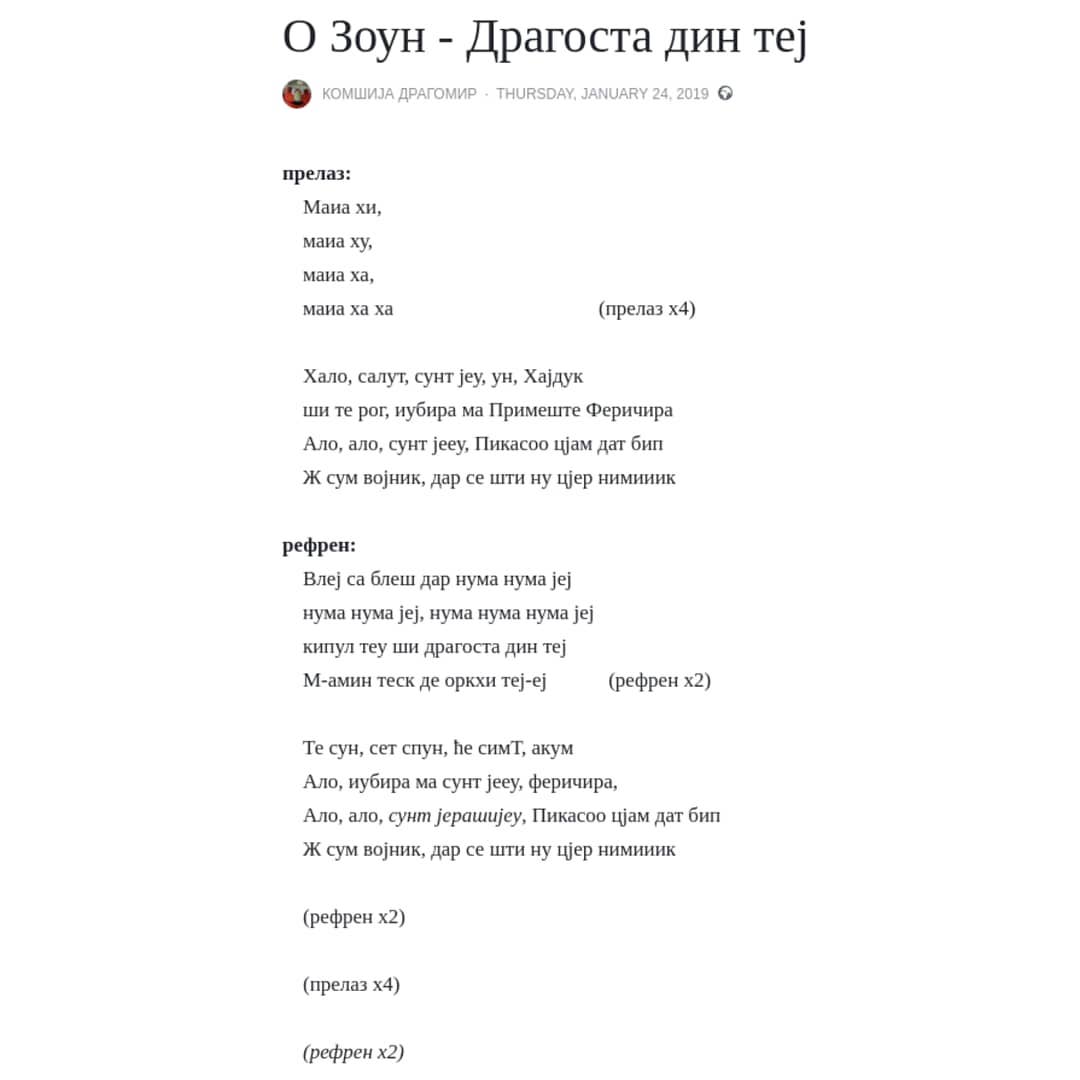 О Зоун - Драгоста дин теј
КОМШИЈА ДРАГОМИР · THURSDAY, JANUARY 24, 2019
прелаз:
Маиа хи,
маиа ху,
маиа ха,
маиа ха ха (прелаз x4)
Хало, салут, сунт јеу, ун, Хајдук
ши те рог, иубира ма Примеште Феричира
Ало, ало, сунт јееу, Пикасоо цјам дат бип
Ж сум војник, дар се шти ну цјер нимииик
рефрен:
Влеј са блеш дар нума нума јеј
нума нума јеј, нума нума нума јеј
кипул теу ши драгоста дин теј
М-амин теск де оркхи теј-еј (рефрен x2)
Те сун, сет спун, ће симТ, акум
Ало, иубира ма сунт јееу, феричира,
Ало, ало, сунт јерашијеу, Пикасоо цјам дат бип
Ж сум војник, дар се шти ну цјер нимииик
(рефрен x2)
(прелаз x4)
(рефрен x2)